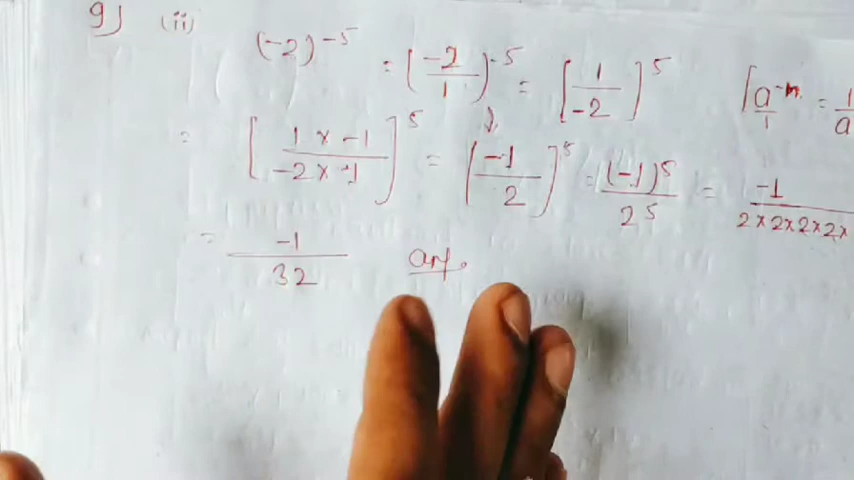 9) (ii) (-2)^-5 = (-2/1)^-5 = [1/-2]^5 [a^-m/1 = 1/a
= [1 × -1 / -2 × -1]^5 = [-1/2]^5 = (-1)^5/2^5 = -1 / 2×2×2×2×
= -1/32 Ans.